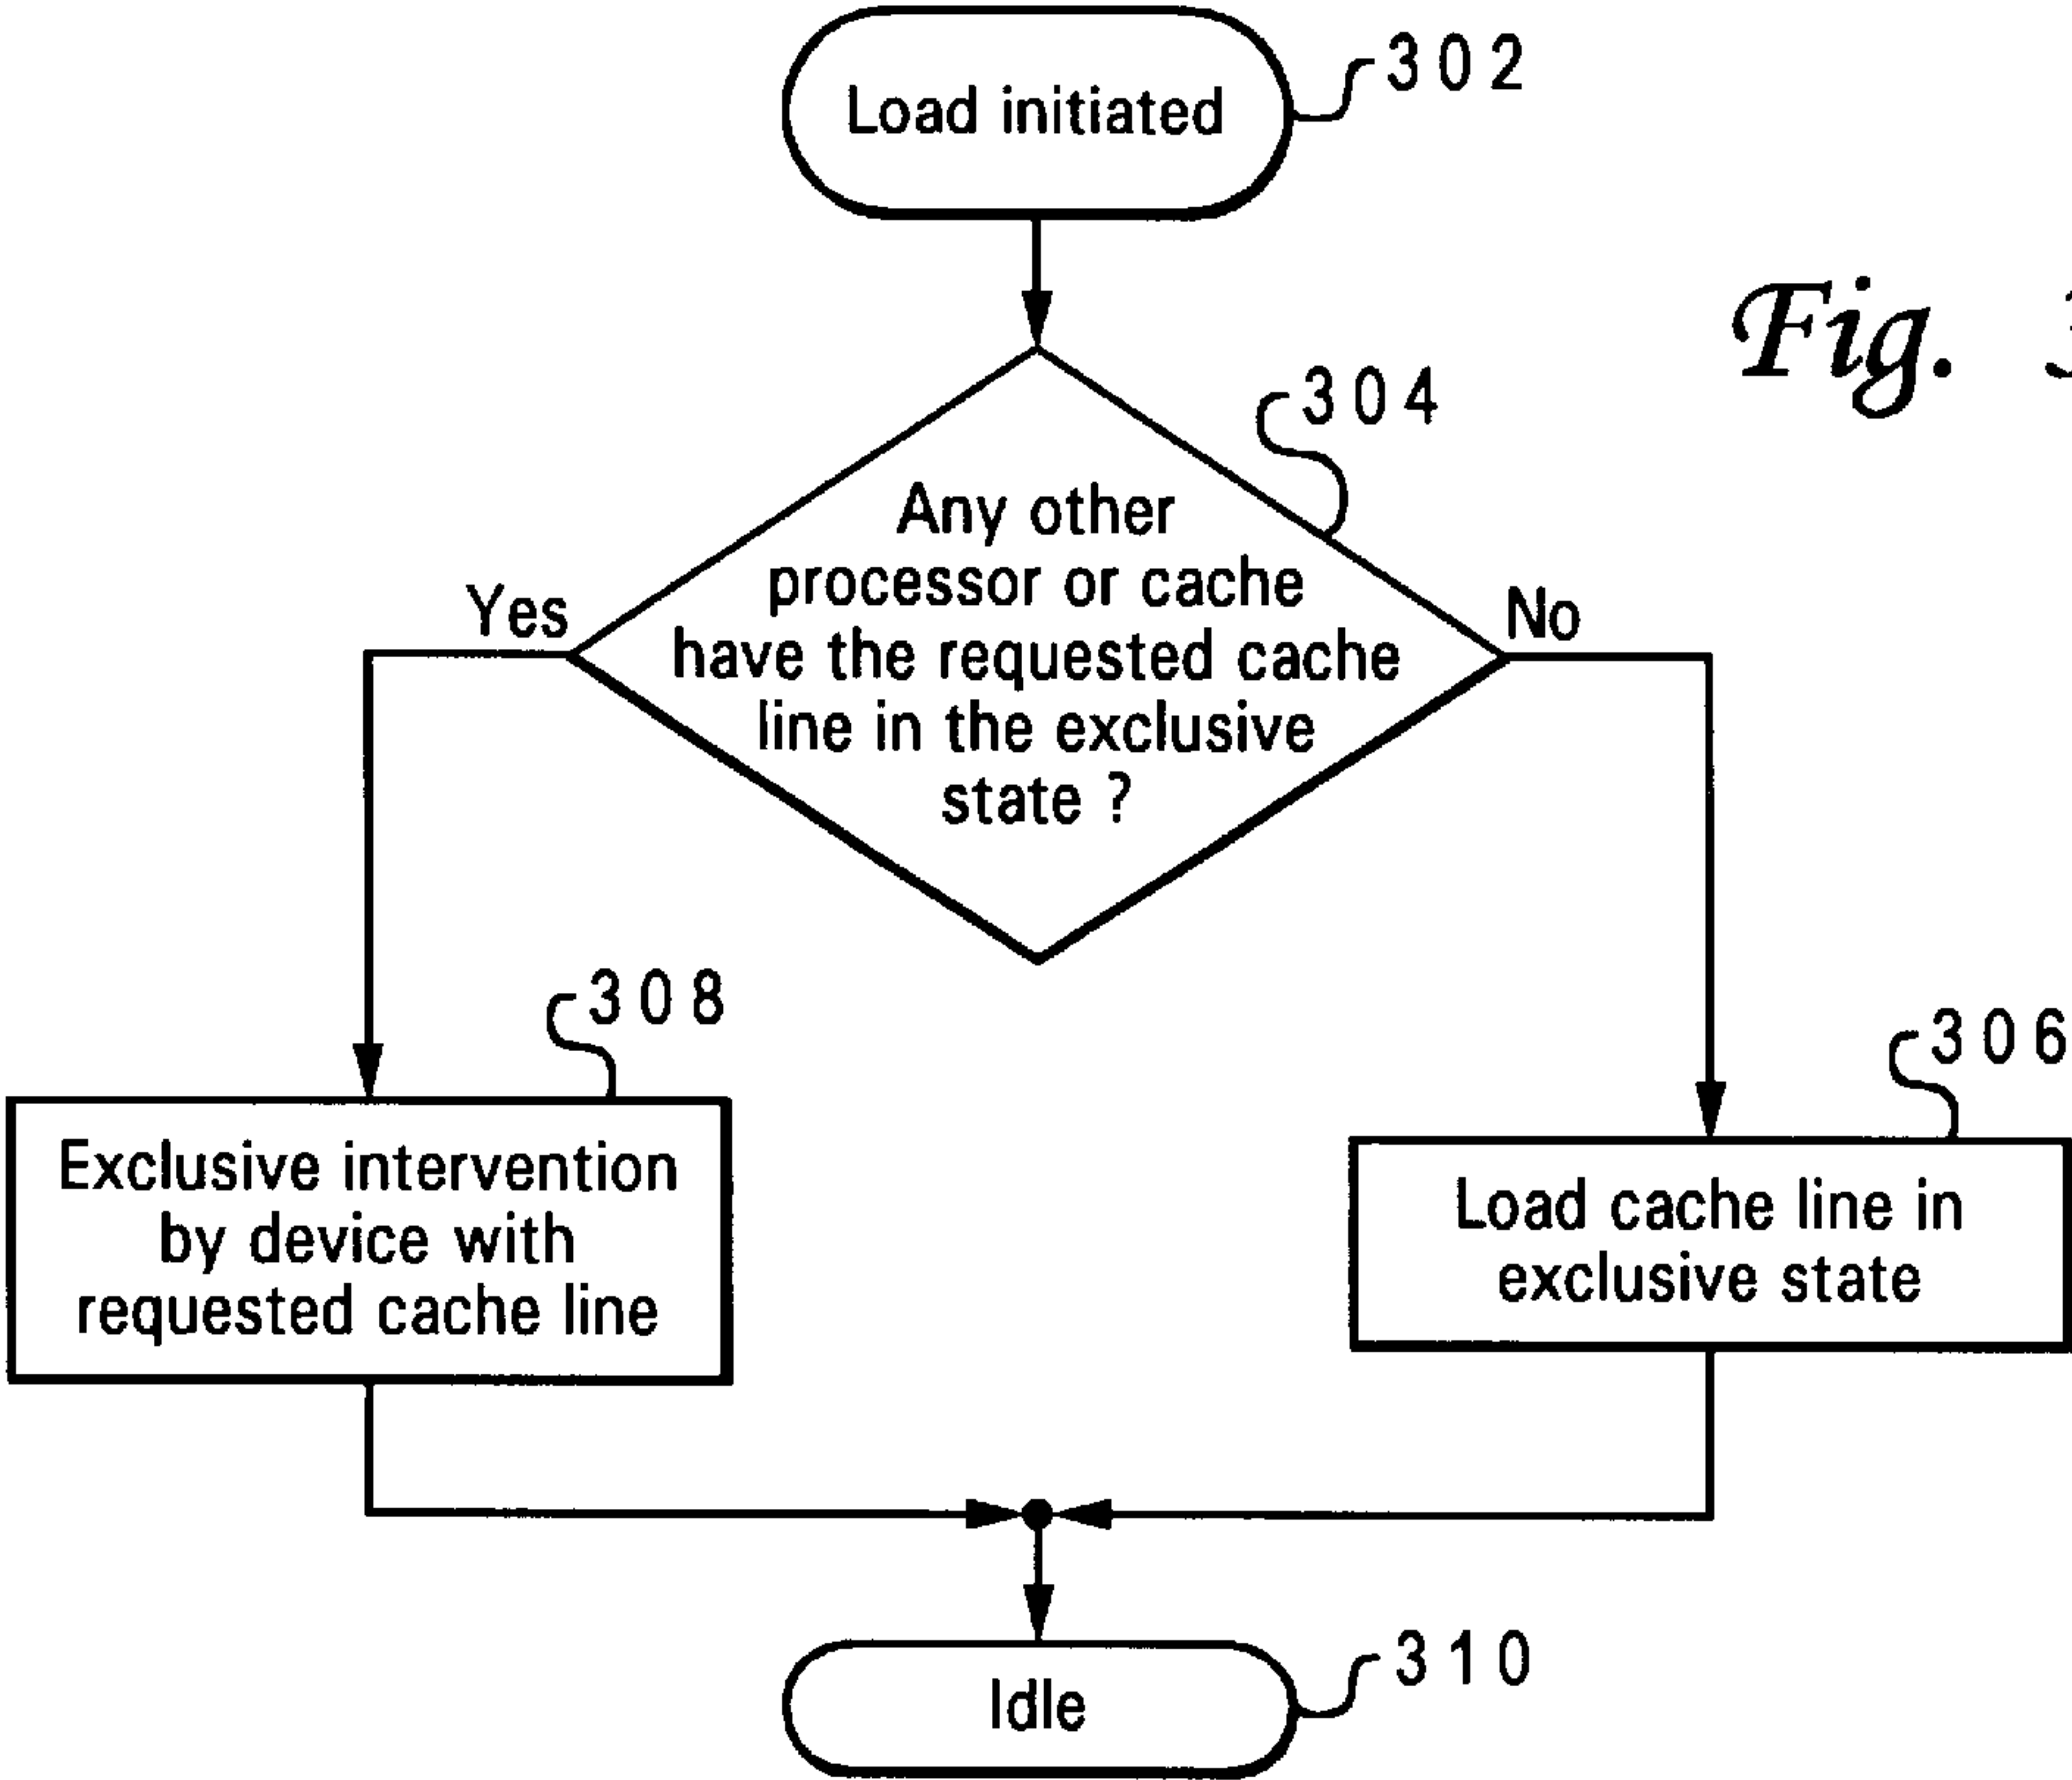 Load initiated
302
Fig.
304
Any other
processor or cache
have the requested cache
line in the exclusive
state ?
Yes
No
308
306
Exclusive intervention
by device with
requested cache line
Load cache line in
exclusive state
Idle
310